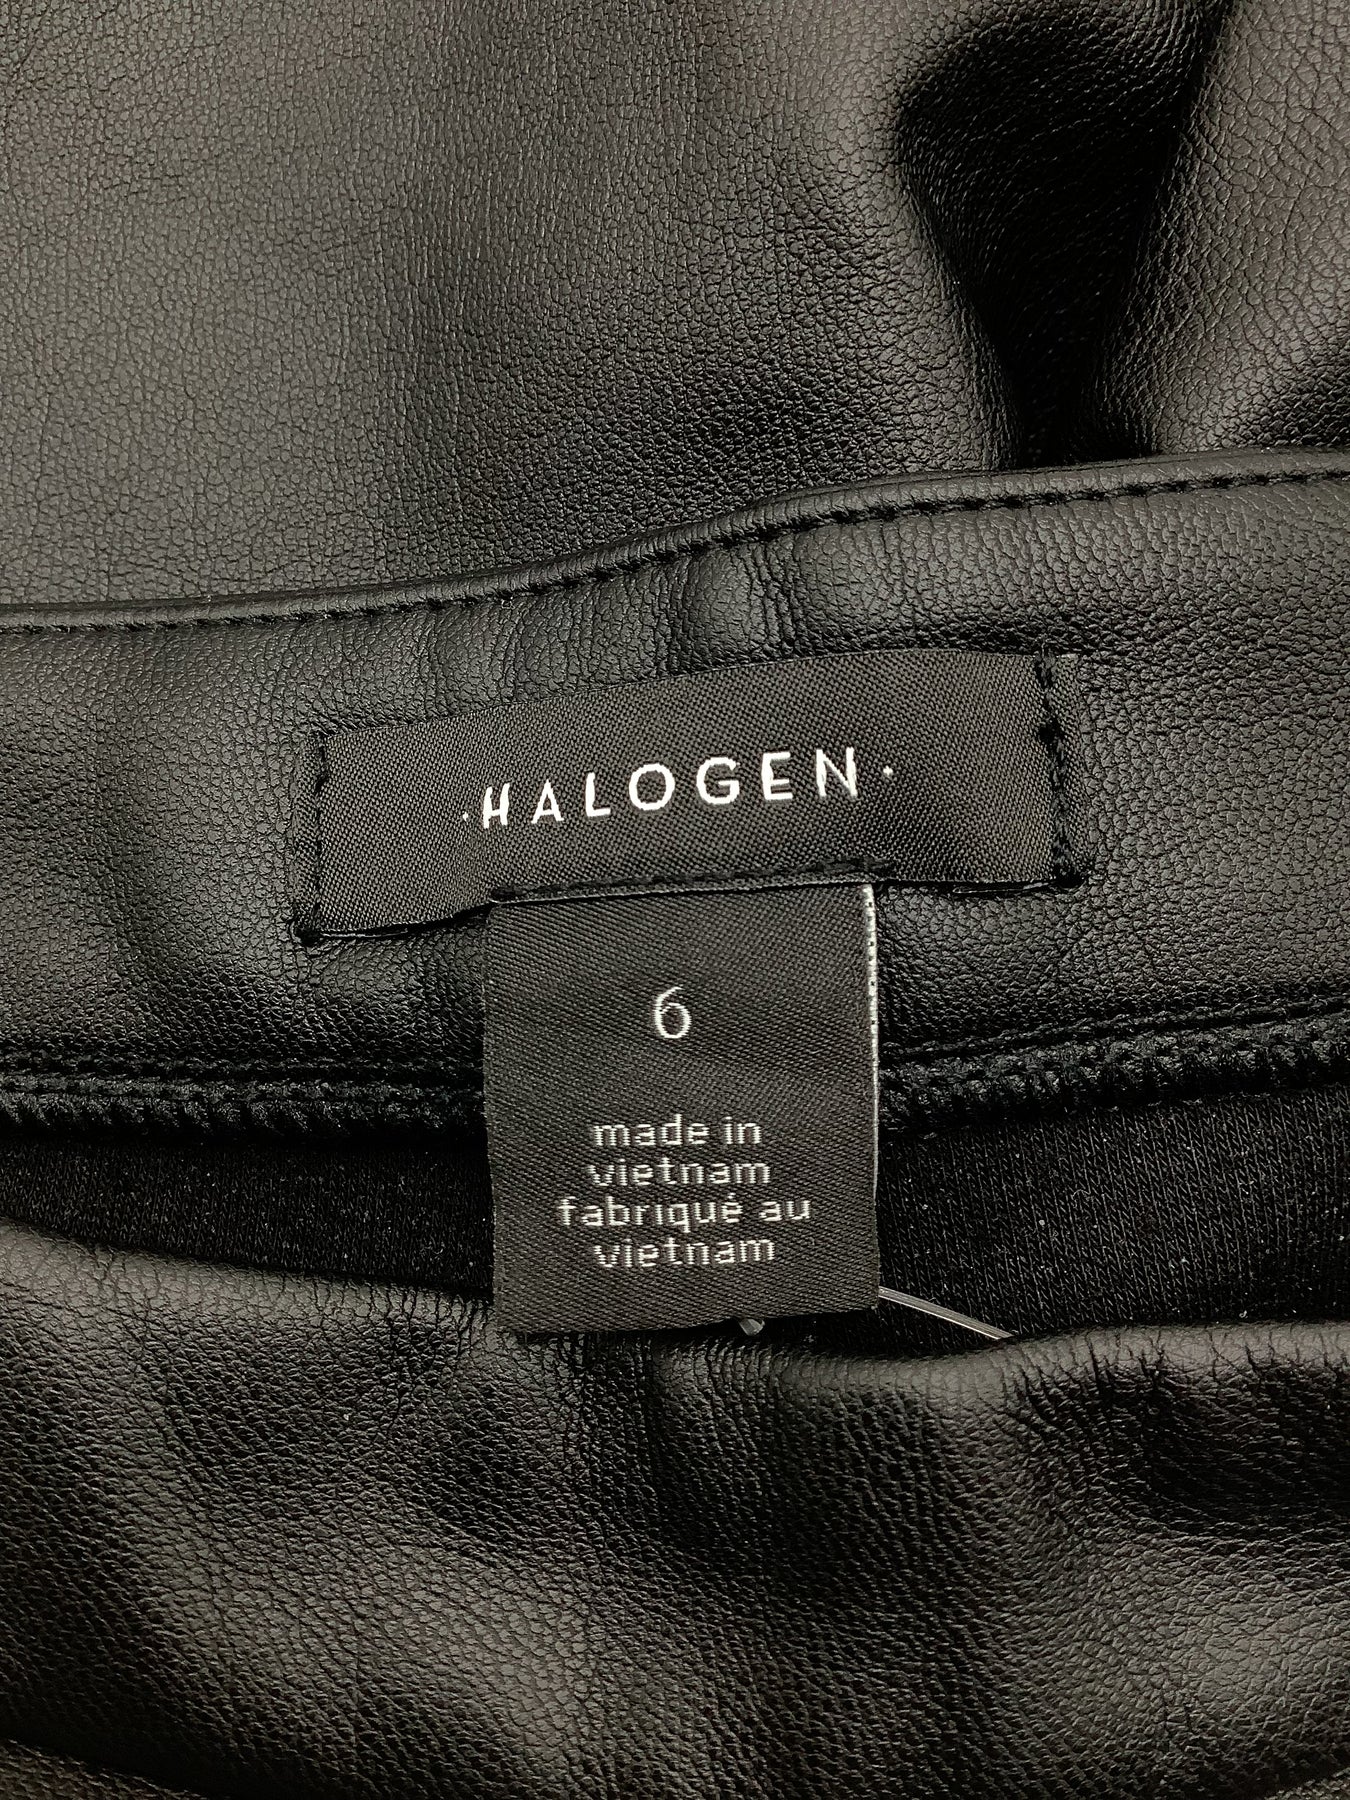 ·HALOGEN·
6
made in
vietnam
fabriqué au
vietnam